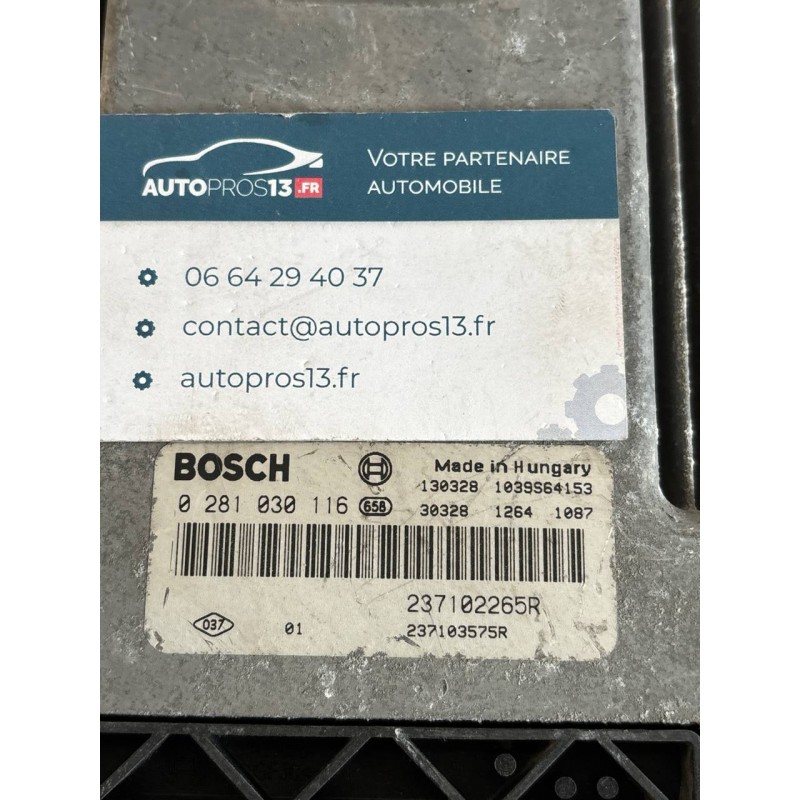 AUTOPROS13.FR
VOTRE PARTENAIRE
AUTOMOBILE
06 64 29 40 37
contact@autopros13.fr
autopros13.fr
BOSCH
Made in Hungary
130328 1039S64153
0 281 030 116 658
30328 1264 1087
237102265R
037 01
237103575R